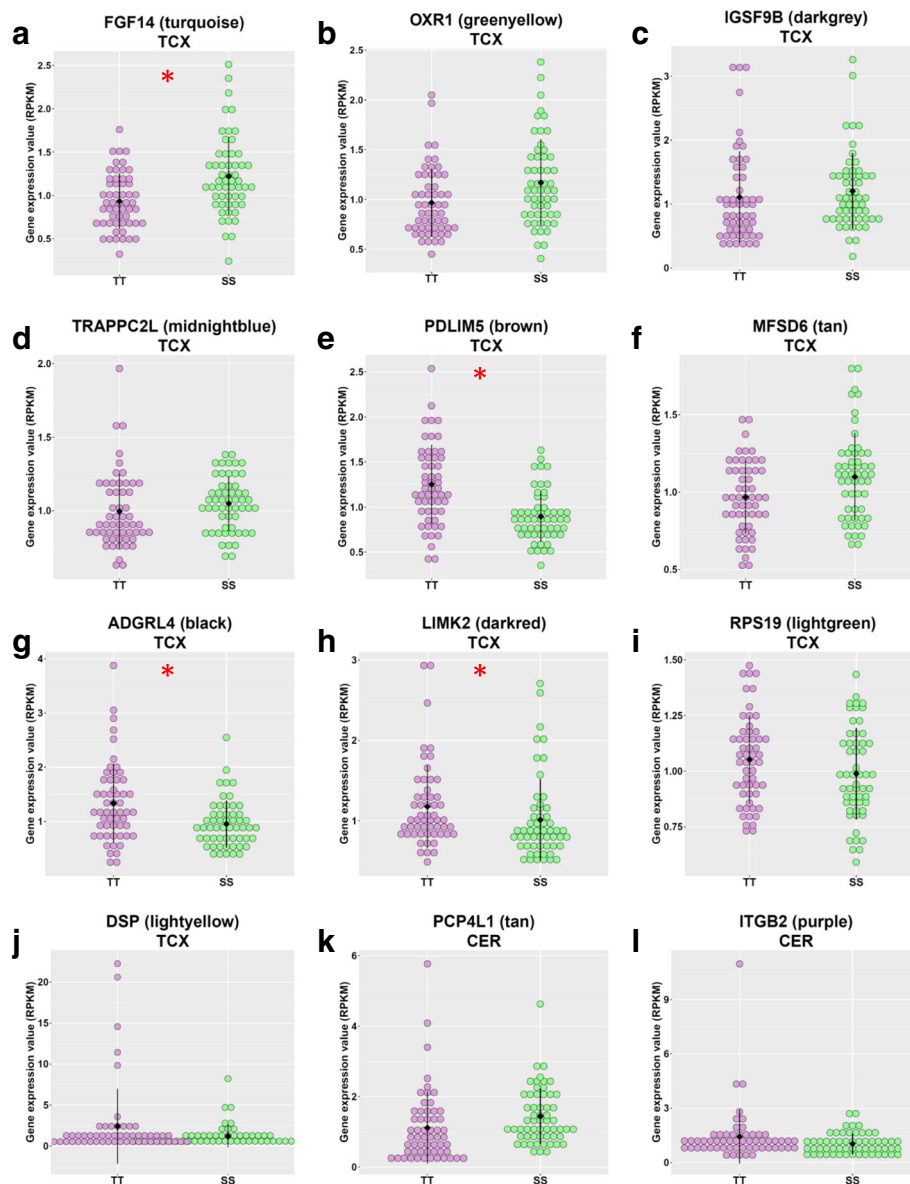 a
FGF14 (turquoise)
TCX
*
Gene expression value (RPKM)
2.5
2.0
1.5
1.0
0.5
TT
SS
b
OXR1 (greenyellow)
TCX
Gene expression value (RPKM)
2.5
2.0
1.5
1.0
0.5
TT
SS
c
IGSF9B (darkgrey)
TCX
Gene expression value (RPKM)
3
2
1
0
TT
SS
d
TRAPPC2L (midnightblue)
TCX
Gene expression value (RPKM)
2.0
1.5
1.0
TT
SS
e
PDLIM5 (brown)
TCX
*
Gene expression value (RPKM)
2.5
2.0
1.5
1.0
0.5
TT
SS
f
MFSD6 (tan)
TCX
Gene expression value (RPKM)
1.5
1.0
0.5
TT
SS
g
ADGRL4 (black)
TCX
*
Gene expression value (RPKM)
4
3
2
1
TT
SS
h
LIMK2 (darkred)
TCX
*
Gene expression value (RPKM)
3
2
1
TT
SS
i
RPS19 (lightgreen)
TCX
Gene expression value (RPKM)
1.50
1.25
1.00
0.75
TT
SS
j
DSP (lightyellow)
TCX
Gene expression value (RPKM)
20
15
10
5
0
TT
SS
k
PCP4L1 (tan)
CER
Gene expression value (RPKM)
6
4
2
0
TT
SS
l
ITGB2 (purple)
CER
Gene expression value (RPKM)
9
6
3
0
TT
SS